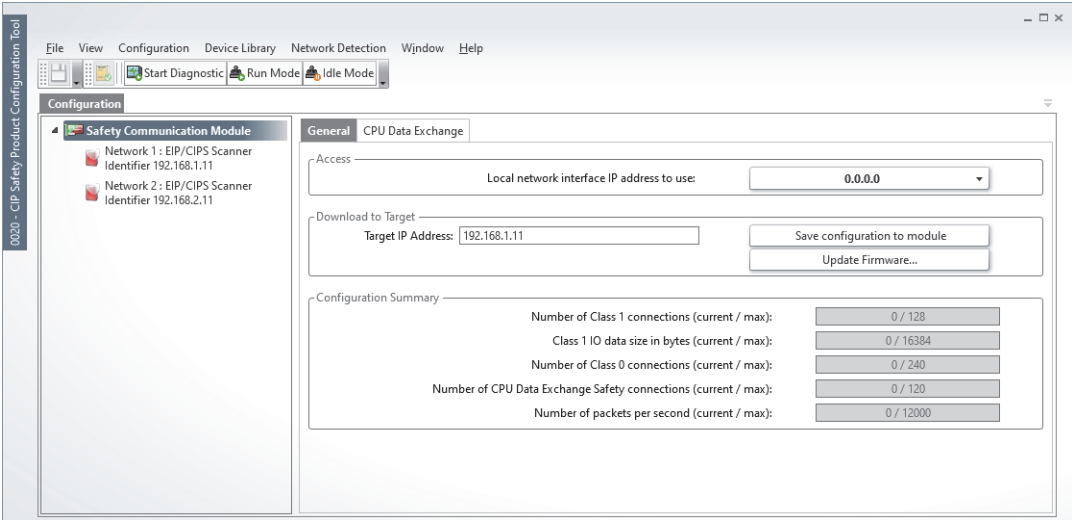 0020 - CIP Safety Product Configuration Tool
File View Configuration Device Library Network Detection Window Help
Start Diagnostic Run Mode Idle Mode
Configuration
Safety Communication Module
Network 1 : EIP/CIPS Scanner
Identifier 192.168.1.11
Network 2 : EIP/CIPS Scanner
Identifier 192.168.2.11
General CPU Data Exchange
Access
Local network interface IP address to use: 0.0.0.0
Download to Target
Target IP Address: 192.168.1.11 Save configuration to module
Update Firmware...
Configuration Summary
Number of Class 1 connections (current / max): 0 / 128
Class 1 IO data size in bytes (current / max): 0 / 16384
Number of Class 0 connections (current / max): 0 / 240
Number of CPU Data Exchange Safety connections (current / max): 0 / 120
Number of packets per second (current / max): 0 / 12000